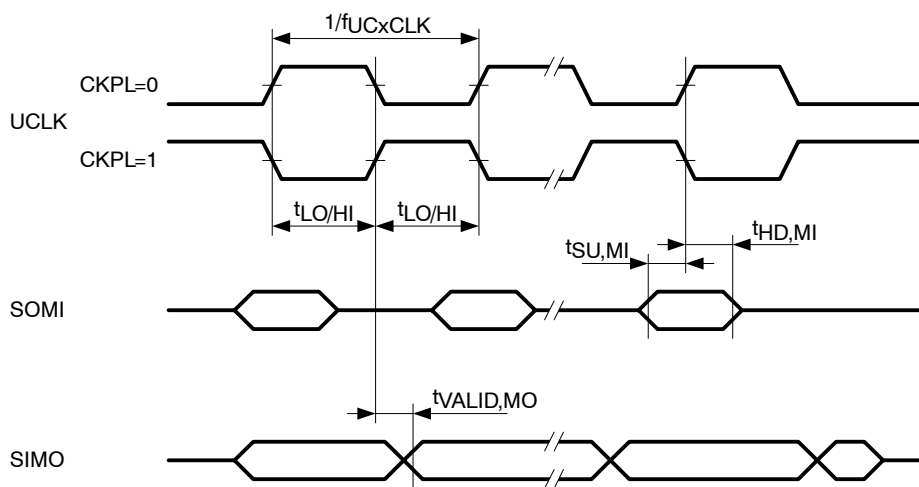 1/fUCxCLK
CKPL=0
UCLK
CKPL=1
tLO/HI tLO/HI
tSU,MI tHD,MI
SOMI
tVALID,MO
SIMO